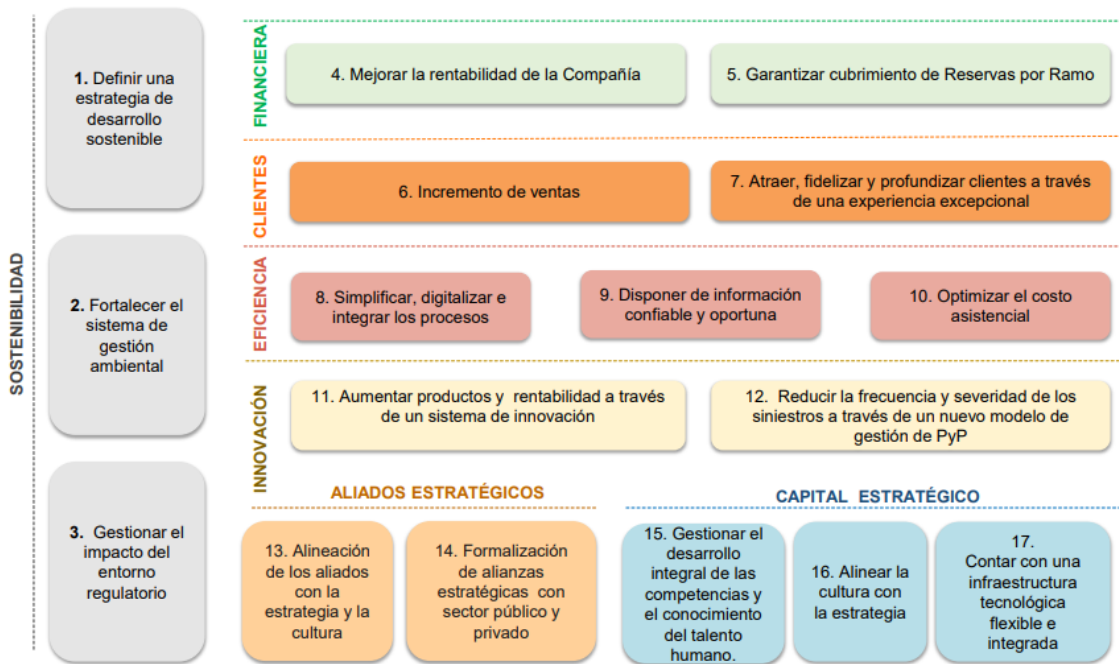 SOSTENIBILIDAD
1. Definir una
estrategia de
desarrollo
sostenible
2. Fortalecer el
sistema de
gestión
ambiental
3. Gestionar el
impacto del
entorno
regulatorio
FINANCIERA
4. Mejorar la rentabilidad de la Compañía
5. Garantizar cubrimiento de Reservas por Ramo
CLIENTES
6. Incremento de ventas
7. Atraer, fidelizar y profundizar clientes a través
de una experiencia excepcional
EFICIENCIA
8. Simplificar, digitalizar e
integrar los procesos
9. Disponer de información
confiable y oportuna
10. Optimizar el costo
asistencial
INNOVACIÓN
11. Aumentar productos y rentabilidad a través
de un sistema de innovación
12. Reducir la frecuencia y severidad de los
siniestros a través de un nuevo modelo de
gestión de PyP
ALIADOS ESTRATÉGICOS
13. Alineación
de los aliados
con la
estrategia y la
cultura
14. Formalización
de alianzas
estratégicas con
sector público y
privado
CAPITAL ESTRATÉGICO
15. Gestionar el
desarrollo
integral de las
competencias y
el conocimiento
del talento
humano.
16. Alinear la
cultura con
la estrategia
17.
Contar con una
infraestructura
tecnológica
flexible e
integrada